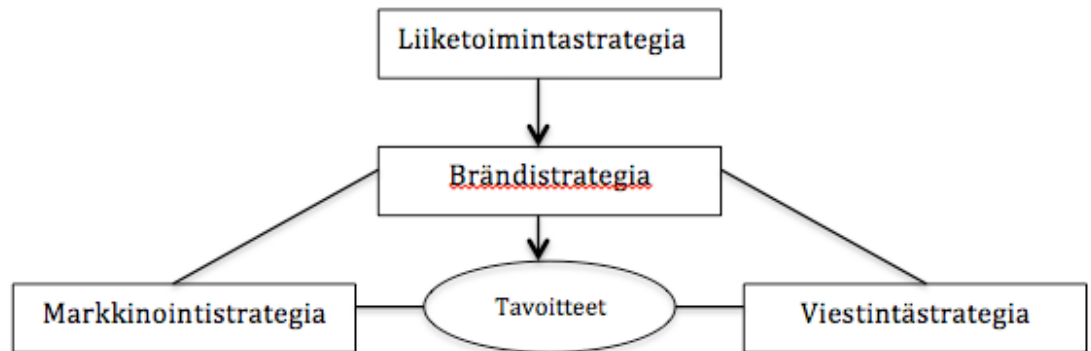 Liiketoimintastrategia
Brändistrategia
Markkinointistrategia
Tavoitteet
Viestintästrategia